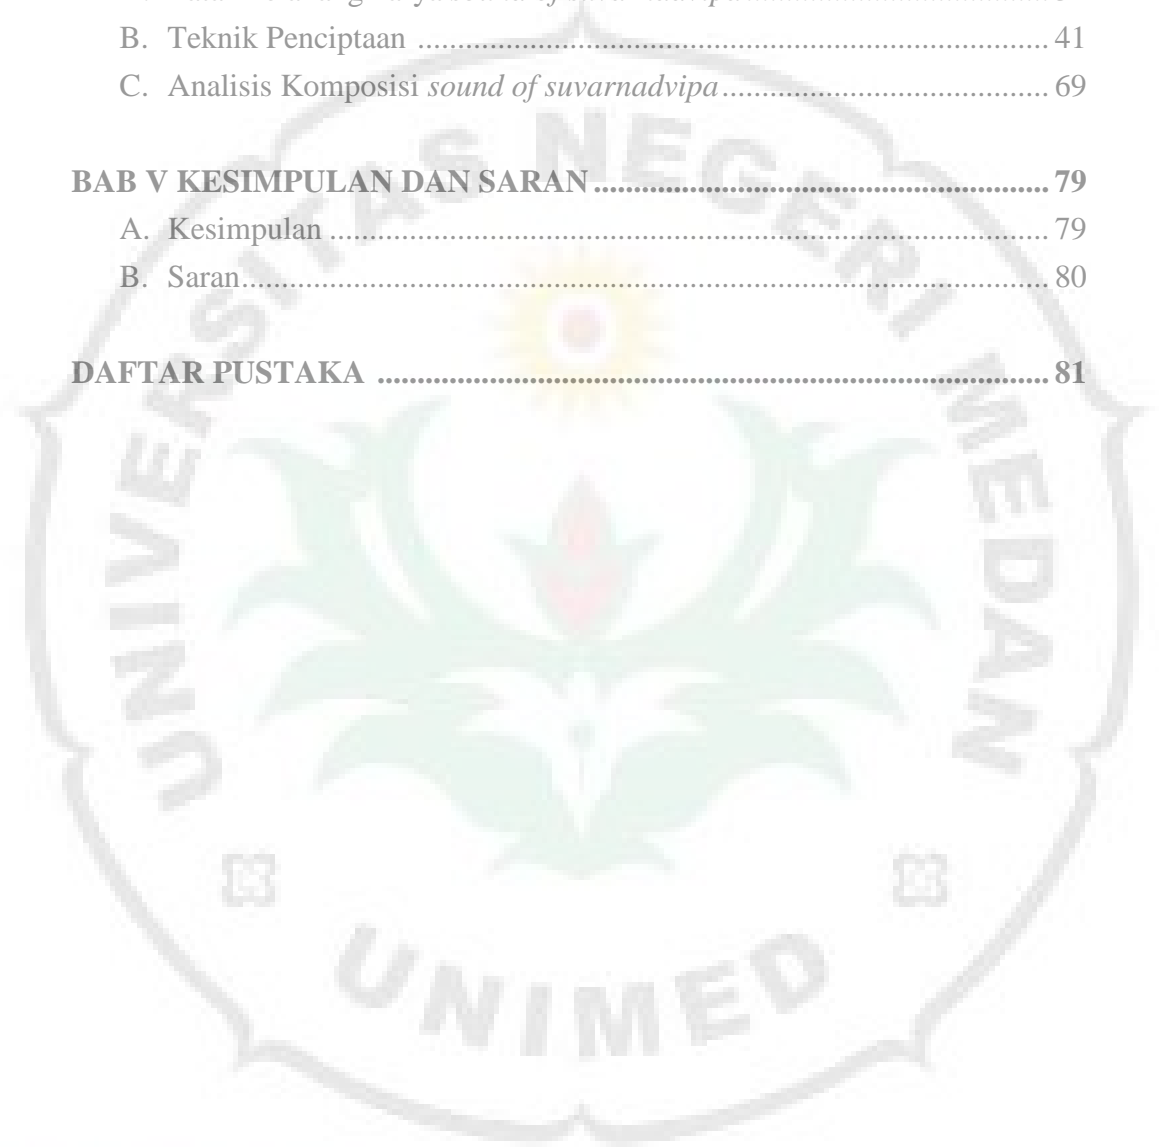 B. Teknik Penciptaan ........................................................................ 41
C. Analisis Komposisi sound of suvarnadvipa ........................................ 69
BAB V KESIMPULAN DAN SARAN ........................................................ 79
A. Kesimpulan ........................................................................ 79
B. Saran ........................................................................ 80
DAFTAR PUSTAKA ........................................................................ 81
UNIVERSITAS NEGERI MEDAN
UNIMED